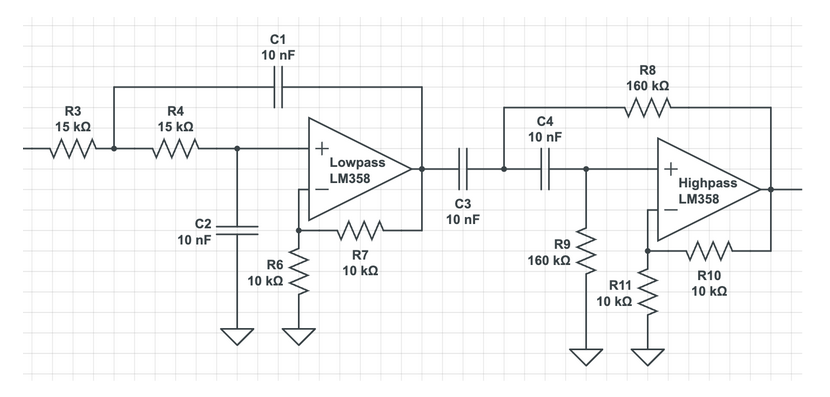 C1
10 nF
R3
15 kΩ
R4
15 kΩ
R8
160 kΩ
C4
10 nF
+
Lowpass
LM358
−
+
Highpass
LM358
−
C3
10 nF
C2
10 nF
R7
10 kΩ
R6
10 kΩ
R9
160 kΩ
R10
10 kΩ
R11
10 kΩ